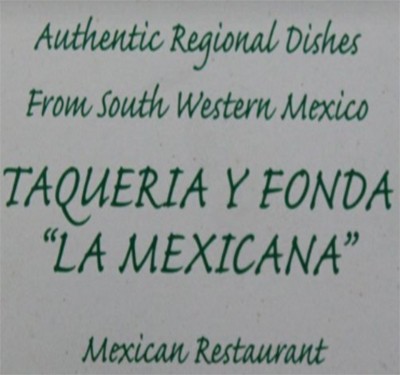 Authentic Regional Dishes
From South Western Mexico
TAQUERIA Y FONDA
“LA MEXICANA”
Mexican Restaurant